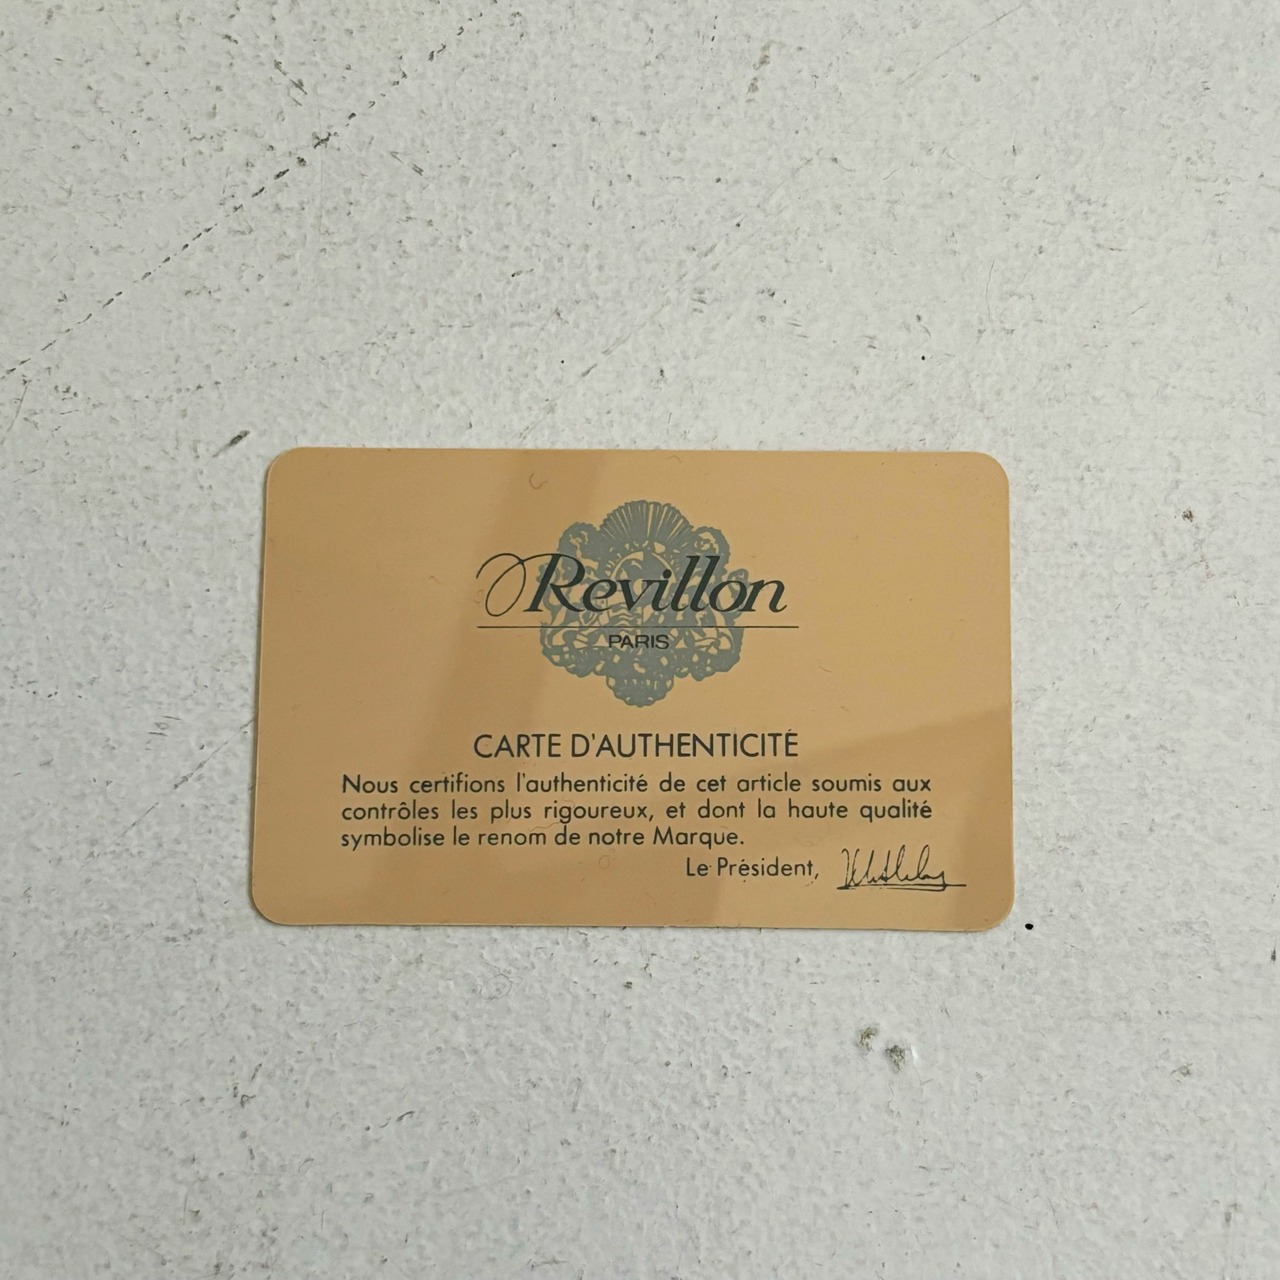 Revillon
PARIS
CARTE D'AUTHENTICITÉ
Nous certifions l'authenticité de cet article soumis aux
contrôles les plus rigoureux, et dont la haute qualité
symbolise le renom de notre Marque.
Le Président,